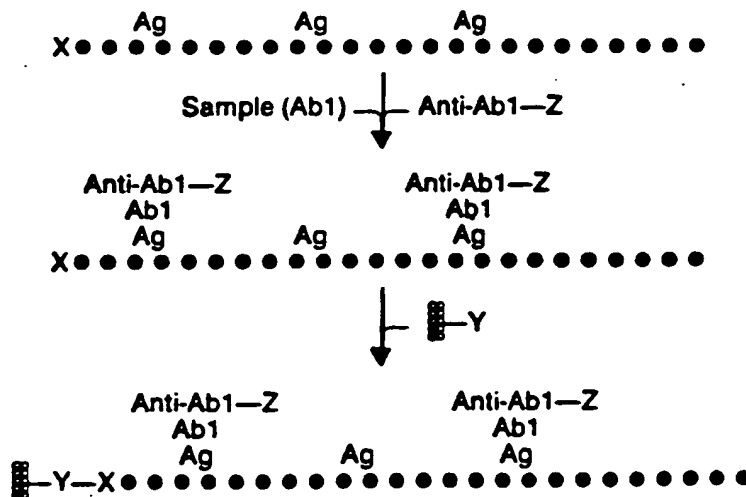 Ag Ag Ag
X
Sample (Ab1) Anti-Ab1—Z
Anti-Ab1—Z Anti-Ab1—Z
Ab1 Ab1
Ag Ag Ag
X
Y
Anti-Ab1—Z Anti-Ab1—Z
Ab1 Ab1
Ag Ag Ag
Y—X